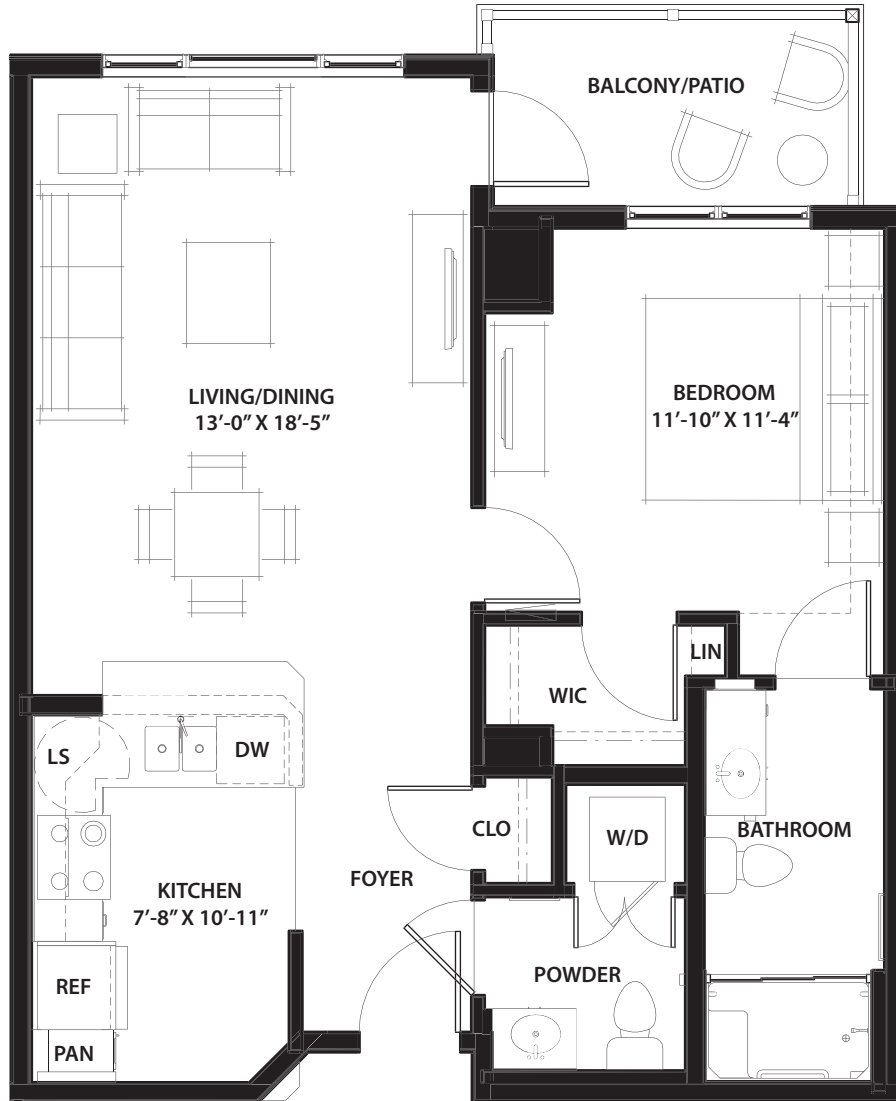 BALCONY/PATIO
LIVING/DINING
13’-0” X 18’-5”
BEDROOM
11’-10” X 11’-4”
LIN
WIC
LS
DW
CLO
W/D
BATHROOM
FOYER
KITCHEN
7’-8” X 10’-11”
POWDER
REF
PAN